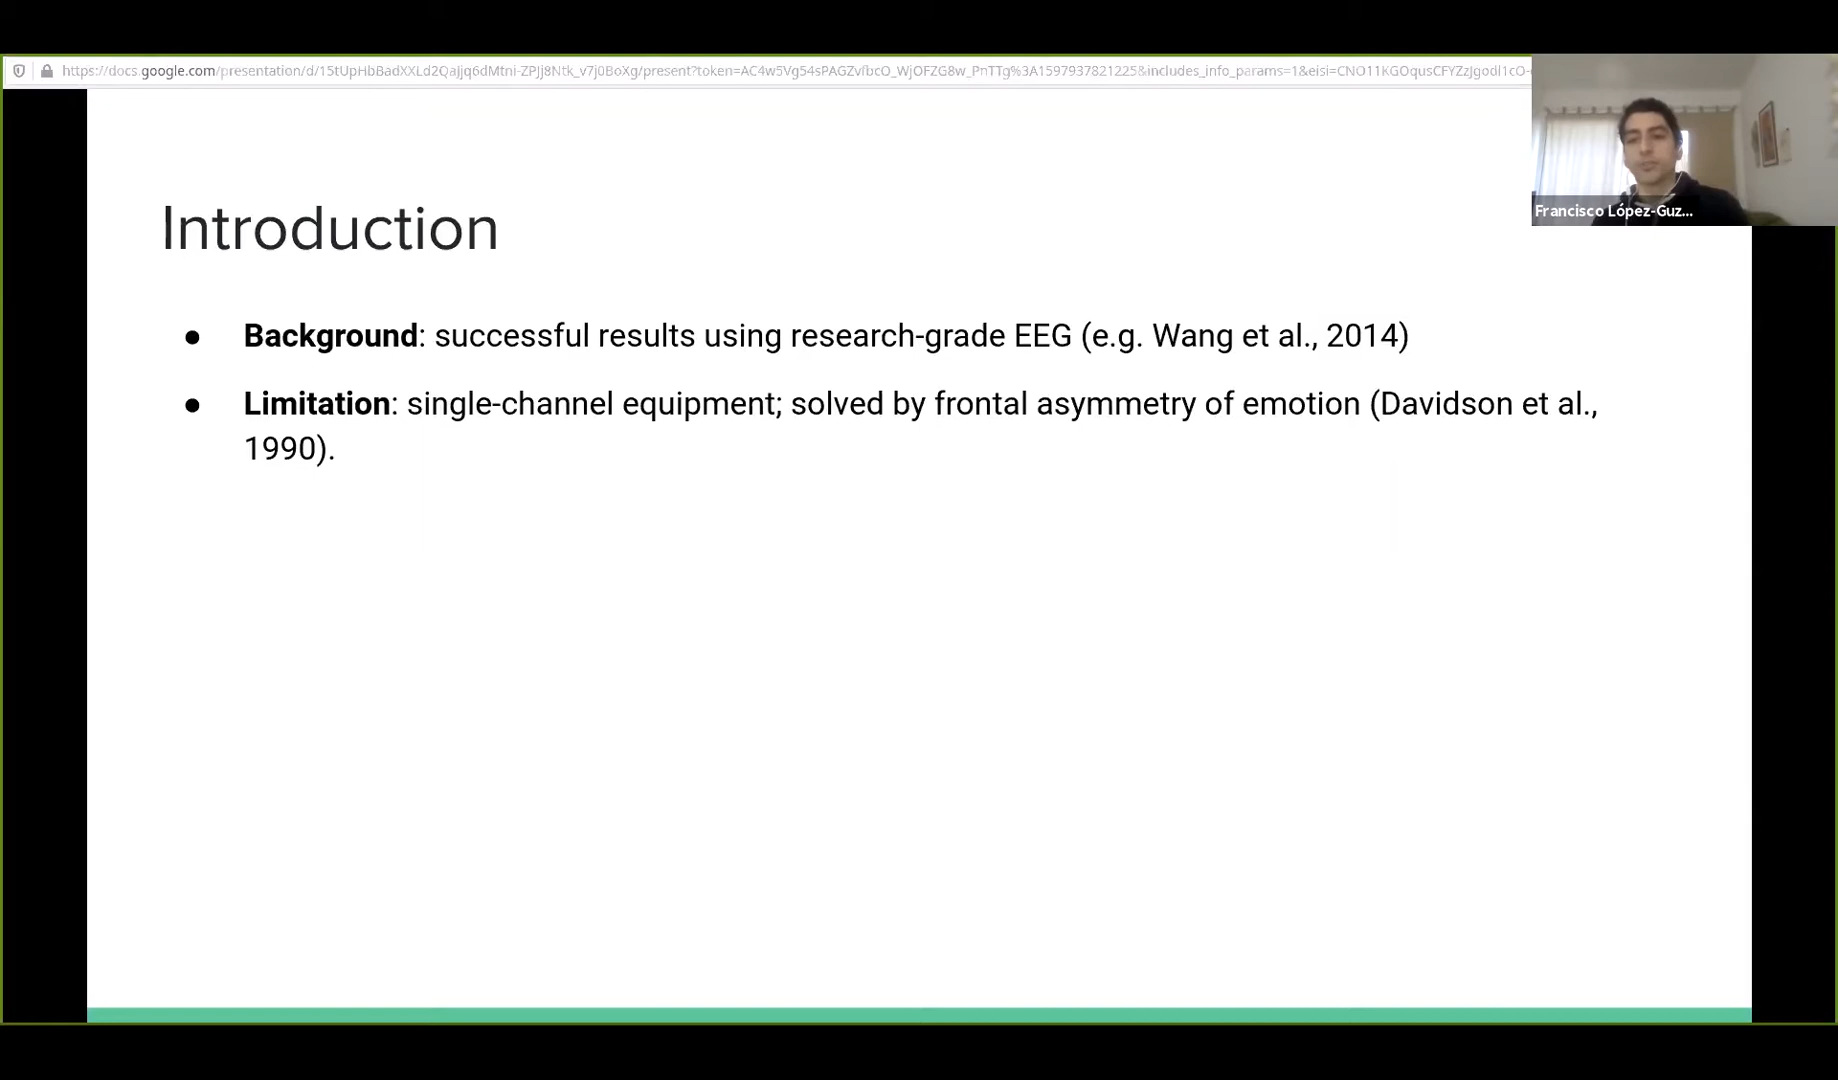 https://docs.google.com/presentation/d/15tUpHbBadXXLd2QaJjq6dMtni-ZPJj8Ntk_v7j0BoXg/present?token=AC4w5Vg54sPAGZvfbcO_WjOFZG8w_PnTTg%3A1597937821225&includes_info_params=1&eisi=CNO11KGOqusCFYZzJgodl1cO-
Francisco López-Guz...
Introduction
● Background: successful results using research-grade EEG (e.g. Wang et al., 2014)
● Limitation: single-channel equipment; solved by frontal asymmetry of emotion (Davidson et al.,
1990).